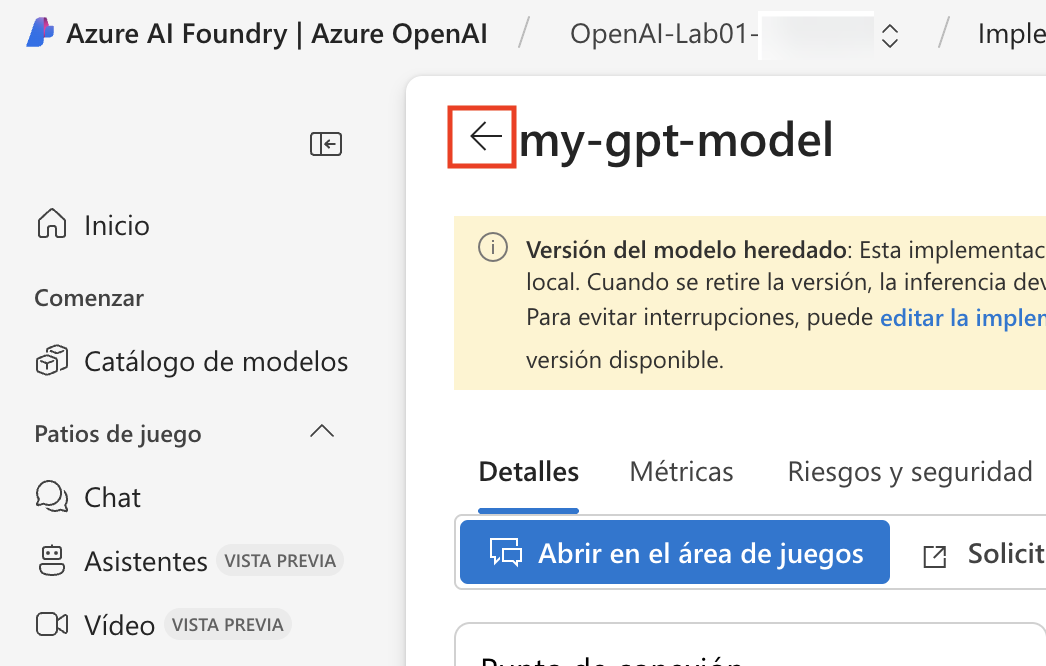 Azure AI Foundry | Azure OpenAI / OpenAI-Lab01- / Imple
my-gpt-model
Inicio
Comenzar
Catálogo de modelos
Patios de juego
Chat
Asistentes VISTA PREVIA
Vídeo VISTA PREVIA
Versión del modelo heredado: Esta implementac
local. Cuando se retire la versión, la inferencia dev
Para evitar interrupciones, puede editar la implem
versión disponible.
Detalles Métricas Riesgos y seguridad
Abrir en el área de juegos Solicit
Punto de conexión